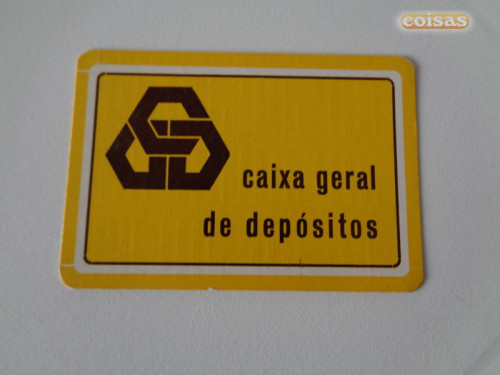 coisas
caixa geral
de depósitos